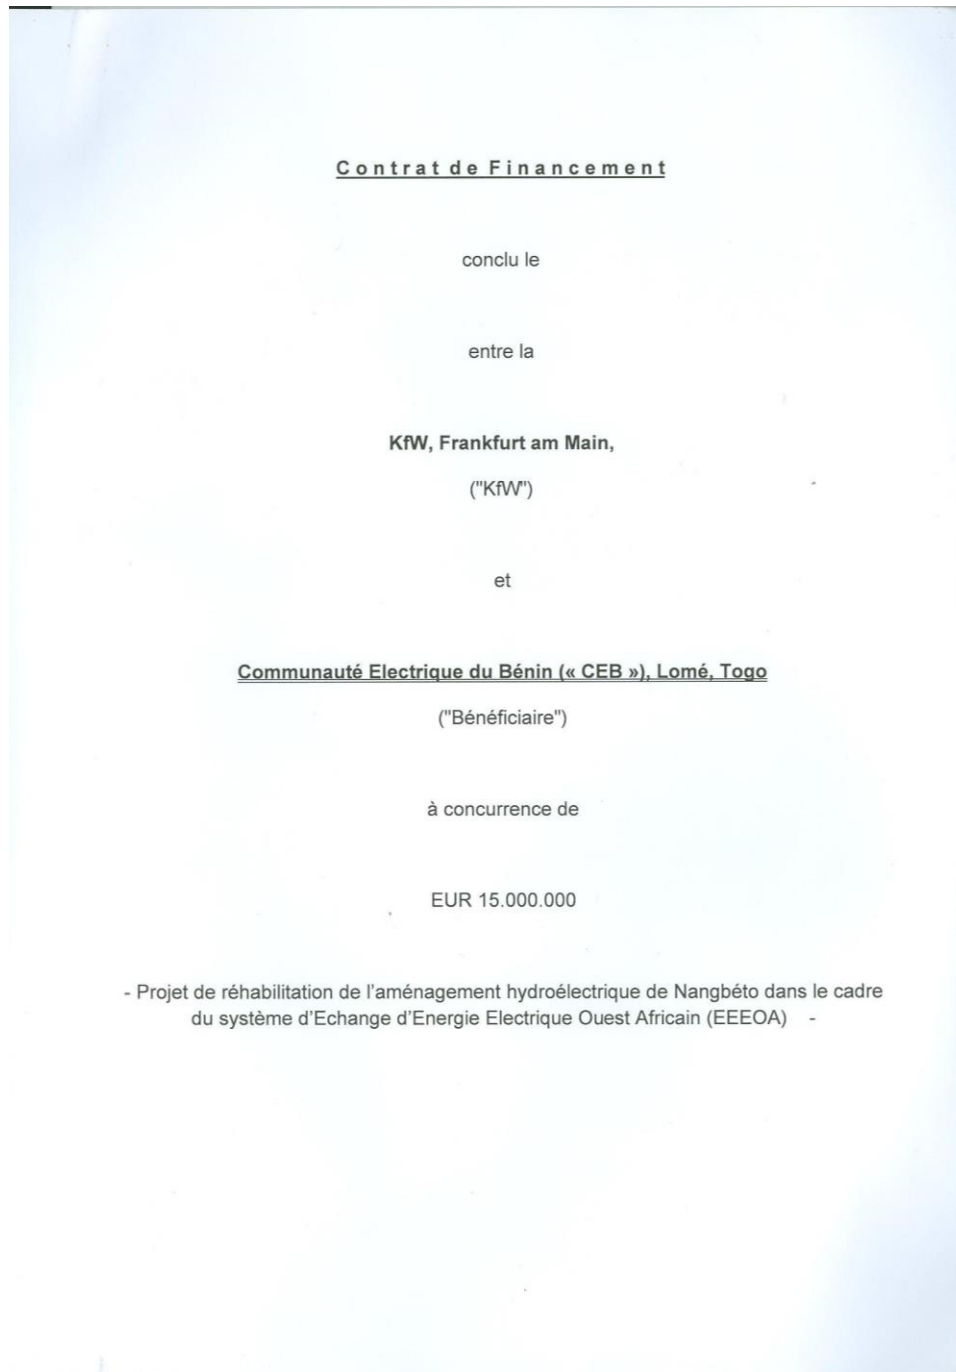 Contrat de Financement
conclu le
entre la
KfW, Frankfurt am Main,
("KfW")
et
Communauté Electrique du Bénin (« CEB »), Lomé, Togo
("Bénéficiaire")
à concurrence de
EUR 15.000.000
- Projet de réhabilitation de l'aménagement hydroélectrique de Nangbéto dans le cadre
du système d'Echange d'Energie Electrique Ouest Africain (EEEOA) -